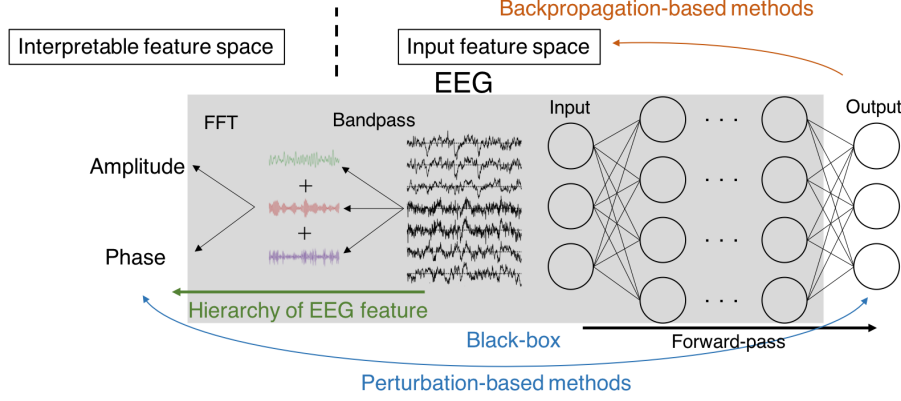 Backpropagation-based methods
Interpretable feature space
Input feature space
EEG
FFT
Bandpass
Input
Output
Amplitude
+
+
Phase
Hierarchy of EEG feature
Black-box
Forward-pass
Perturbation-based methods